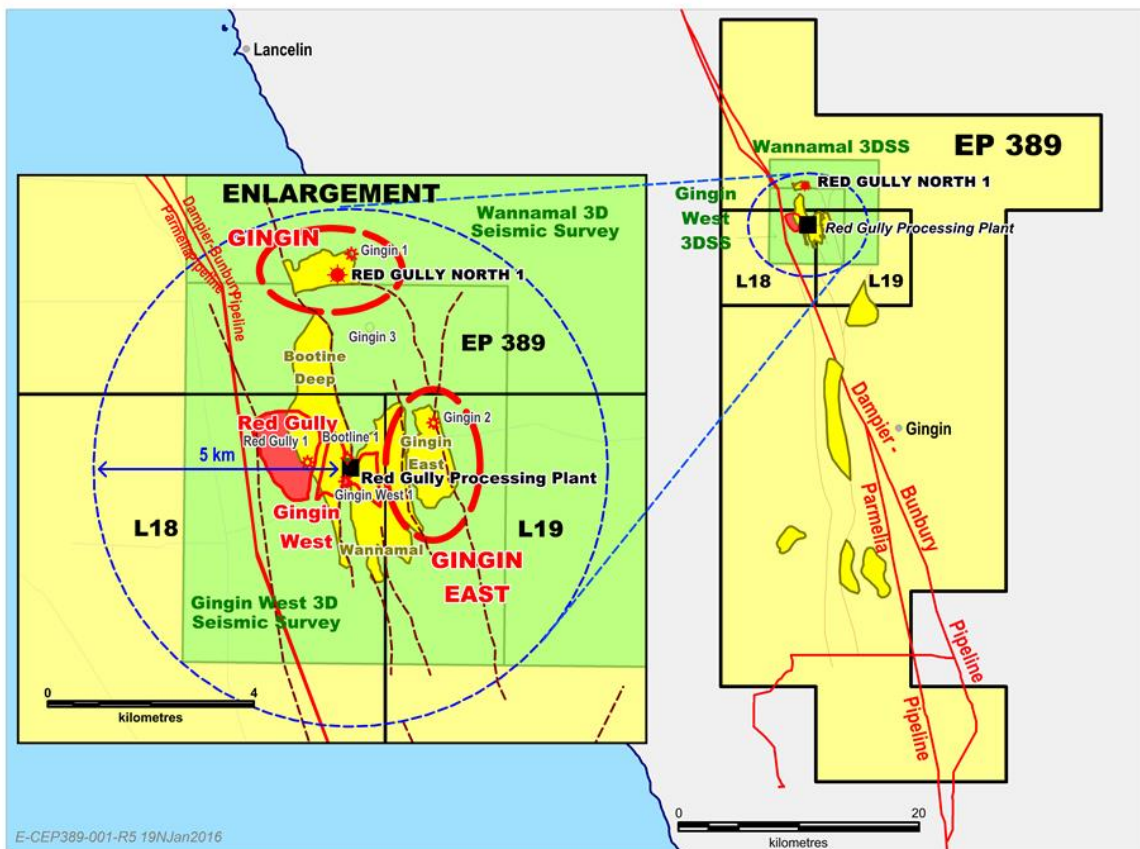 Lancelin
ENLARGEMENT
Wannamal 3D
Seismic Survey
Dampier-Bunbury
Pipeline
Parmelia
Pipeline
GINGIN
Gingin 1
RED GULLY NORTH 1
Gingin 3
EP 389
Bootine
Deep
Red Gully
Red Gully 1
Bootline 1
Gingin 2
Gingin
East
5 km
Red Gully Processing Plant
Gingin West 1
Gingin
West
L18
Wannamal
L19
GINGIN
EAST
Gingin West 3D
Seismic Survey
0 4
kilometres
E-CEP389-001-R5 19NJan2016
EP 389
Wannamal 3DSS
RED GULLY NORTH 1
Gingin
West
3DSS
Red Gully Processing Plant
L18
L19
Gingin
Dampier -
Bunbury
Pipeline
Parmelia
Pipeline
0 20
kilometres